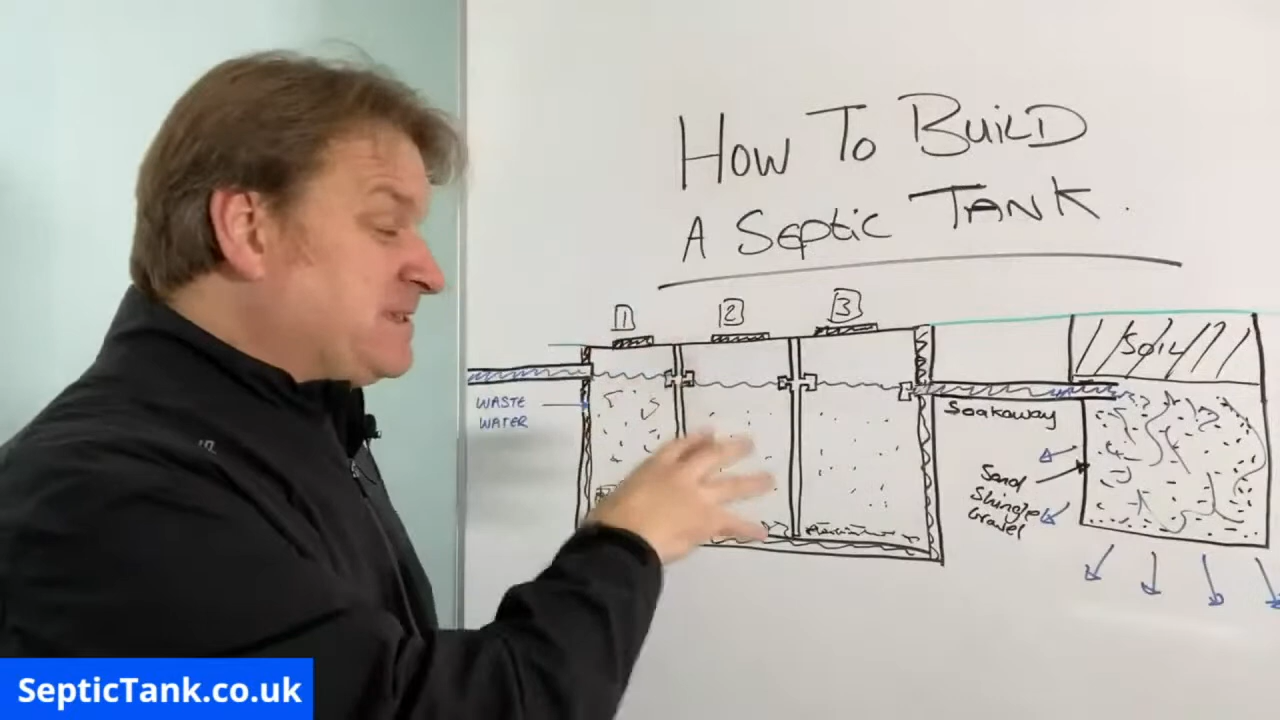 How To BuilD
A Septic TANK.
1
2
3
SOIL
WASTE
WATER
Soakaway
Sand
Shingle
Gravel
SepticTank.co.uk